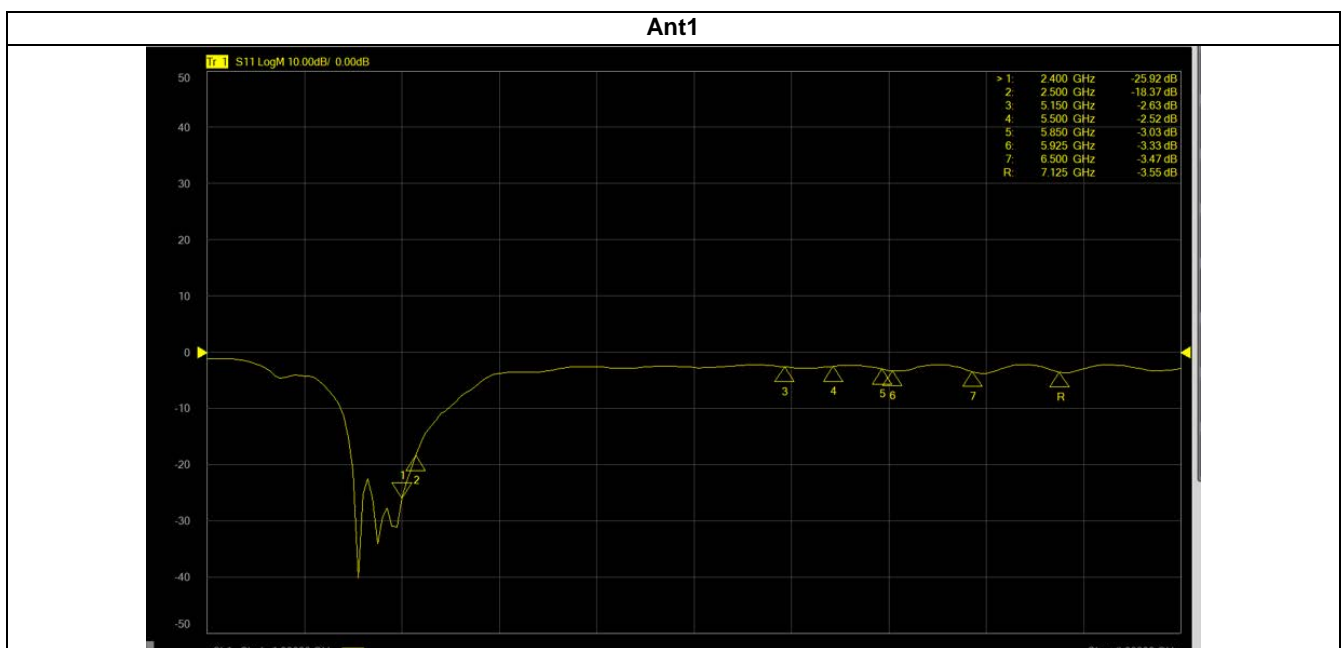 Ant1
Tr 1 S11 LogM 10.00dB/ 0.00dB
50
40
30
20
10
0
-10
-20
-30
-40
-50
> 1: 2.400 GHz -25.92 dB
2: 2.500 GHz -18.37 dB
3: 5.150 GHz -2.63 dB
4: 5.500 GHz -2.52 dB
5: 5.850 GHz -3.03 dB
6: 5.925 GHz -3.33 dB
7: 6.500 GHz -3.47 dB
R: 7.125 GHz -3.55 dB
1
2
3
4
5
6
7
R